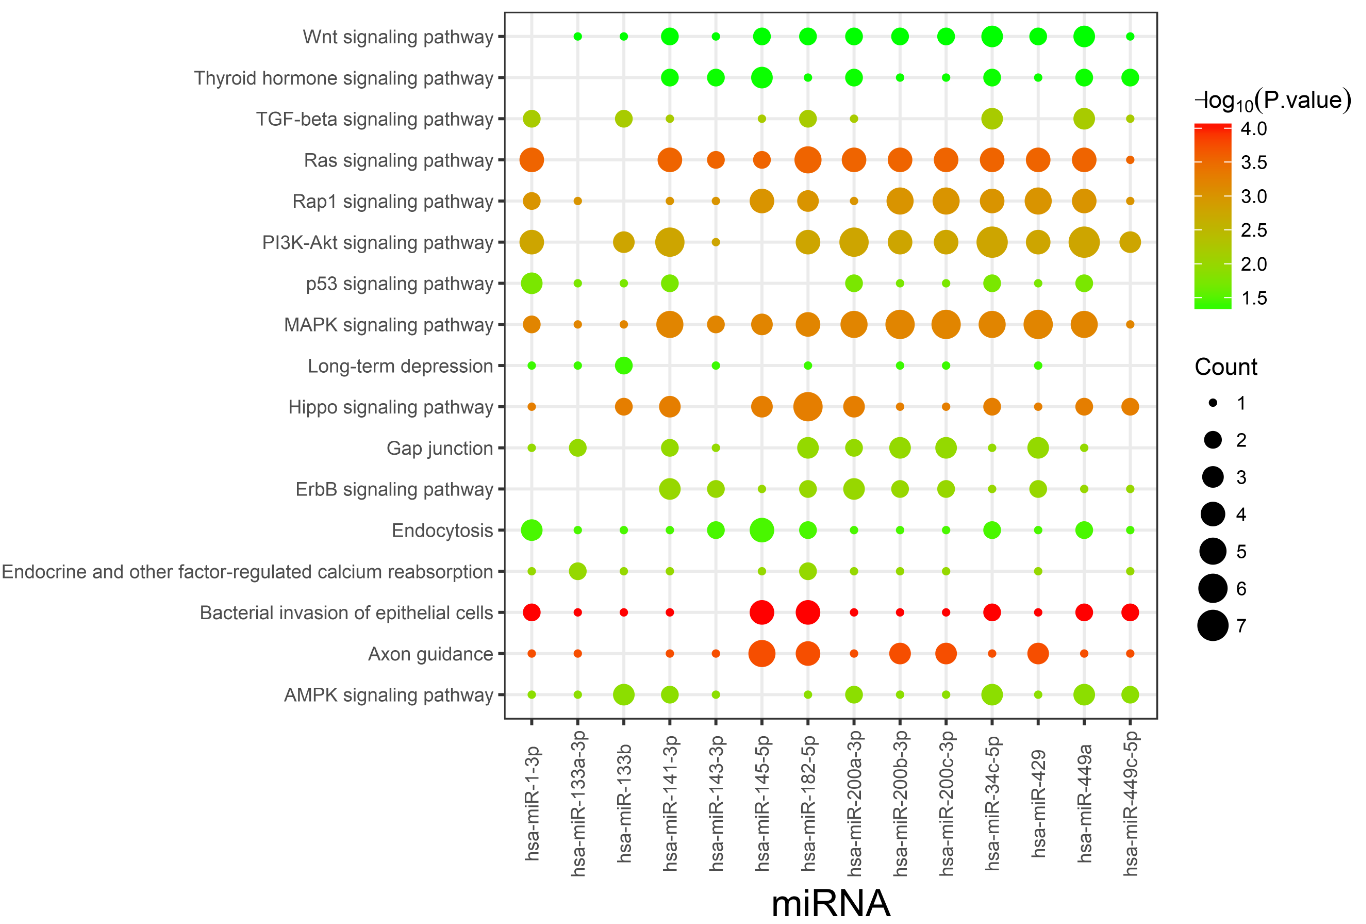 Wnt signaling pathway
Thyroid hormone signaling pathway
TGF-beta signaling pathway
Ras signaling pathway
Rap1 signaling pathway
PI3K-Akt signaling pathway
p53 signaling pathway
MAPK signaling pathway
Long-term depression
Hippo signaling pathway
Gap junction
ErbB signaling pathway
Endocytosis
Endocrine and other factor-regulated calcium reabsorption
Bacterial invasion of epithelial cells
Axon guidance
AMPK signaling pathway
hsa-miR-1-3p
hsa-miR-133a-3p
hsa-miR-133b
hsa-miR-141-3p
hsa-miR-143-3p
hsa-miR-145-5p
hsa-miR-182-5p
hsa-miR-200a-3p
hsa-miR-200b-3p
hsa-miR-200c-3p
hsa-miR-34c-5p
hsa-miR-429
hsa-miR-449a
hsa-miR-449c-5p
miRNA
−log₁₀(P.value)
4.0
3.5
3.0
2.5
2.0
1.5
Count
1
2
3
4
5
6
7